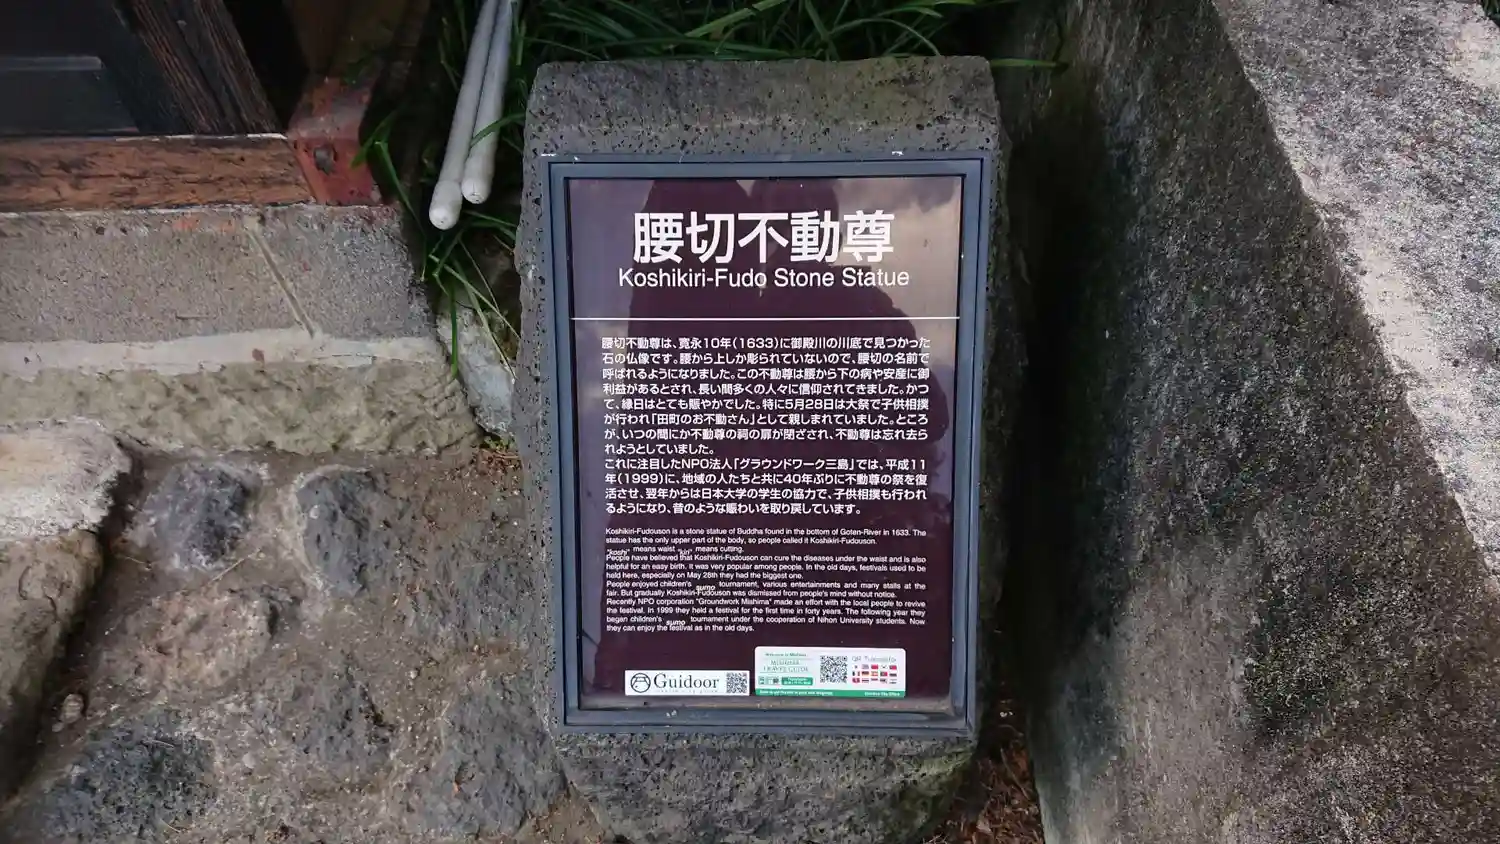 腰切不動尊
Koshikiri-Fudo Stone Statue
腰切不動尊は、寛永10年（1633）に御殿川の川底で見つかった
石の仏像です。腰から上しか彫られていないので、腰切の名前で
呼ばれるようになりました。この不動尊は腰から下の病や安産に御
利益があるとされ、長い間多くの人々に信仰されてきました。かつ
て、縁日はとても賑やかでした。特に5月28日は大祭で子供相撲
が行われ「田町のお不動さん」として親しまれていました。ところ
が、いつの間にか不動尊の祠の扉が閉ざされ、不動尊は忘れ去ら
れようとしていました。
これに注目したNPO法人「グラウンドワーク三島」では、平成11
年（1999）に、地域の人たちと共に40年ぶりに不動尊の祭を復
活させ、翌年からは日本大学の学生の協力で、子供相撲も行われ
るようになり、昔のような賑わいを取り戻しています。
Koshikiri-Fudouson is a stone statue of Buddha found in the bottom of Goten-River in 1633. The
statue has the only upper part of the body, so people called it Koshikiri-Fudouson.
"koshi" means waist "kiri" means cutting.
People have believed that Koshikiri-Fudouson can cure the diseases under the waist and is also
helpful for an easy birth. It was very popular among people. In the old days, festivals used to be
held here, especially on May 28th they had the biggest one.
People enjoyed children's sumo tournament, various entertainments and many stalls at the
fair. But gradually Koshikiri-Fudouson was dismissed from people's mind without notice.
Recently NPO corporation "Groundwork Mishima" made an effort with the local people to revive
the festival. In 1999 they held a festival for the first time in forty years. The following year they
began children's sumo tournament under the cooperation of Nihon University students. Now
they can enjoy the festival as in the old days.
Guidoor
MISHIMA
TRAVEL GUIDE
QR Translator